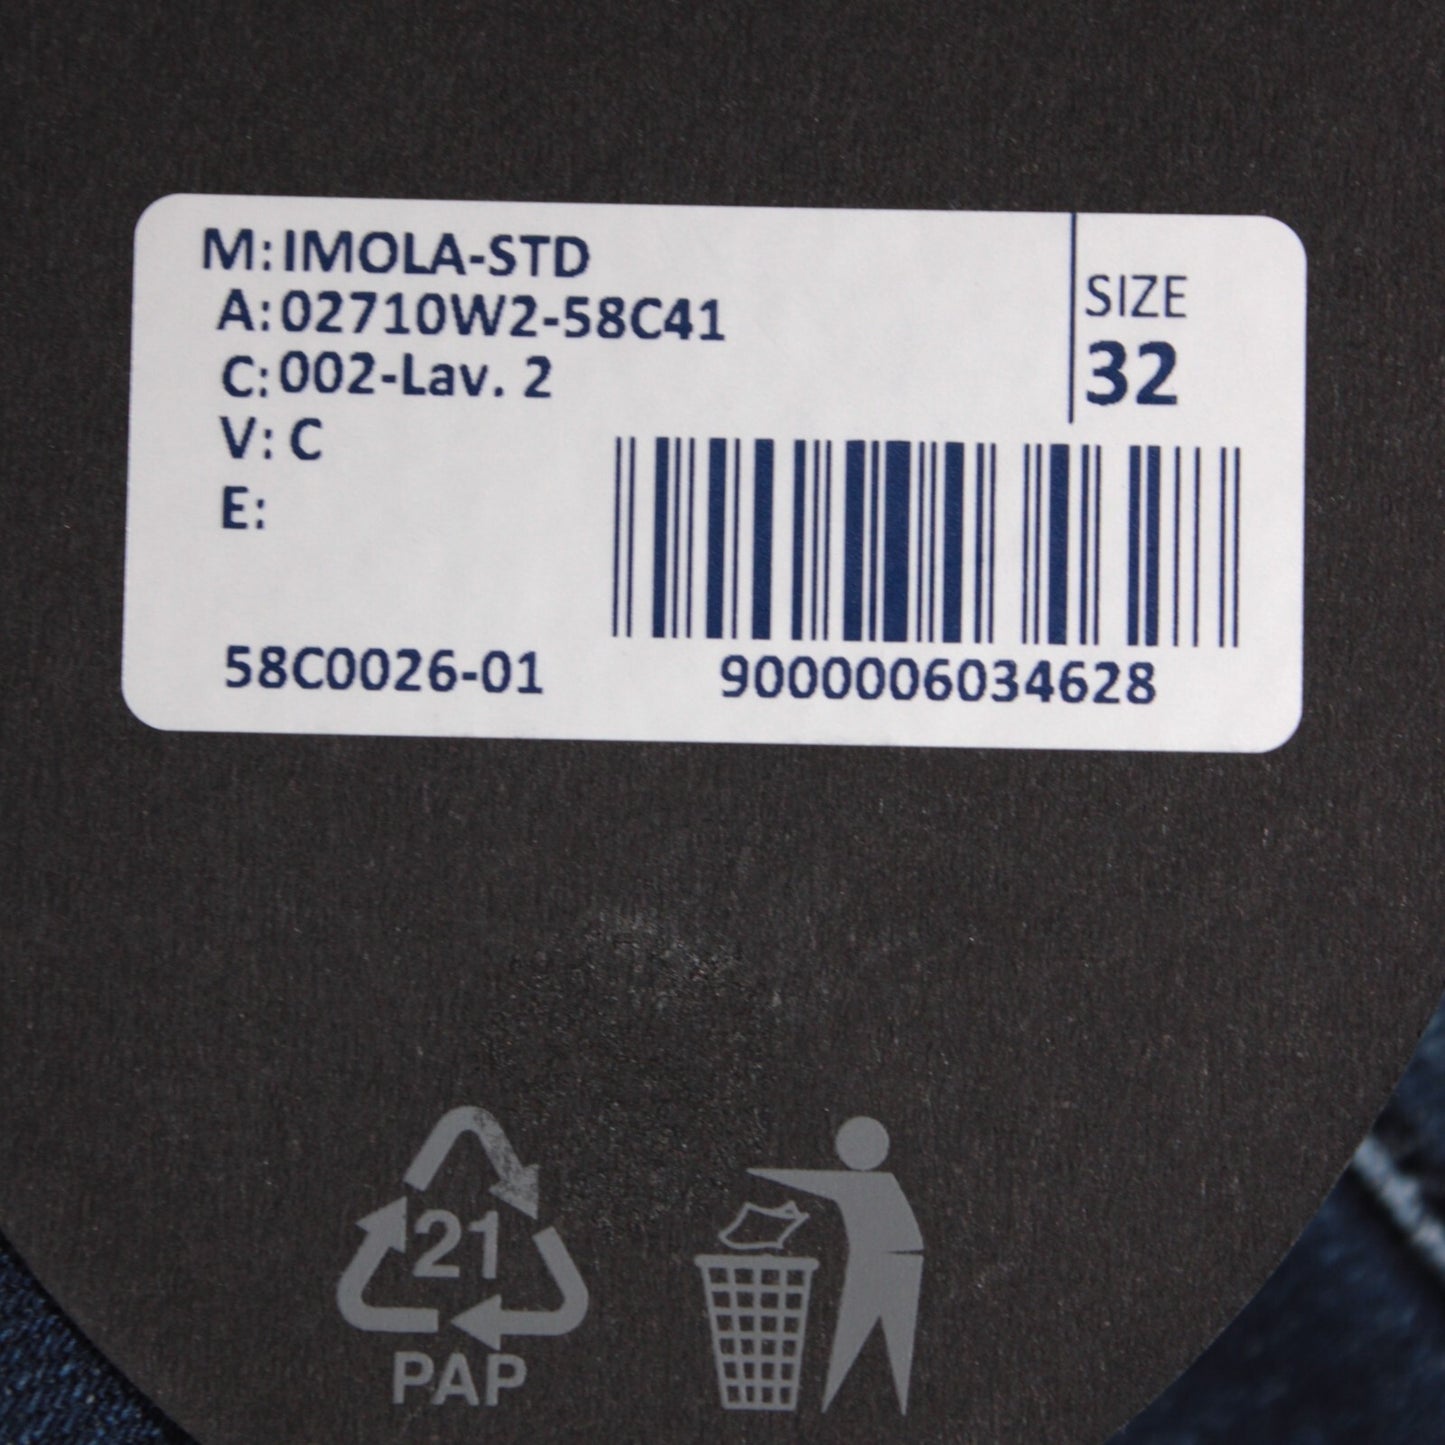 M: IMOLA-STD
A: 02710W2-58C41
C: 002-Lav. 2
V: C
E:
SIZE
32
58C0026-01
9000006034628
21
PAP